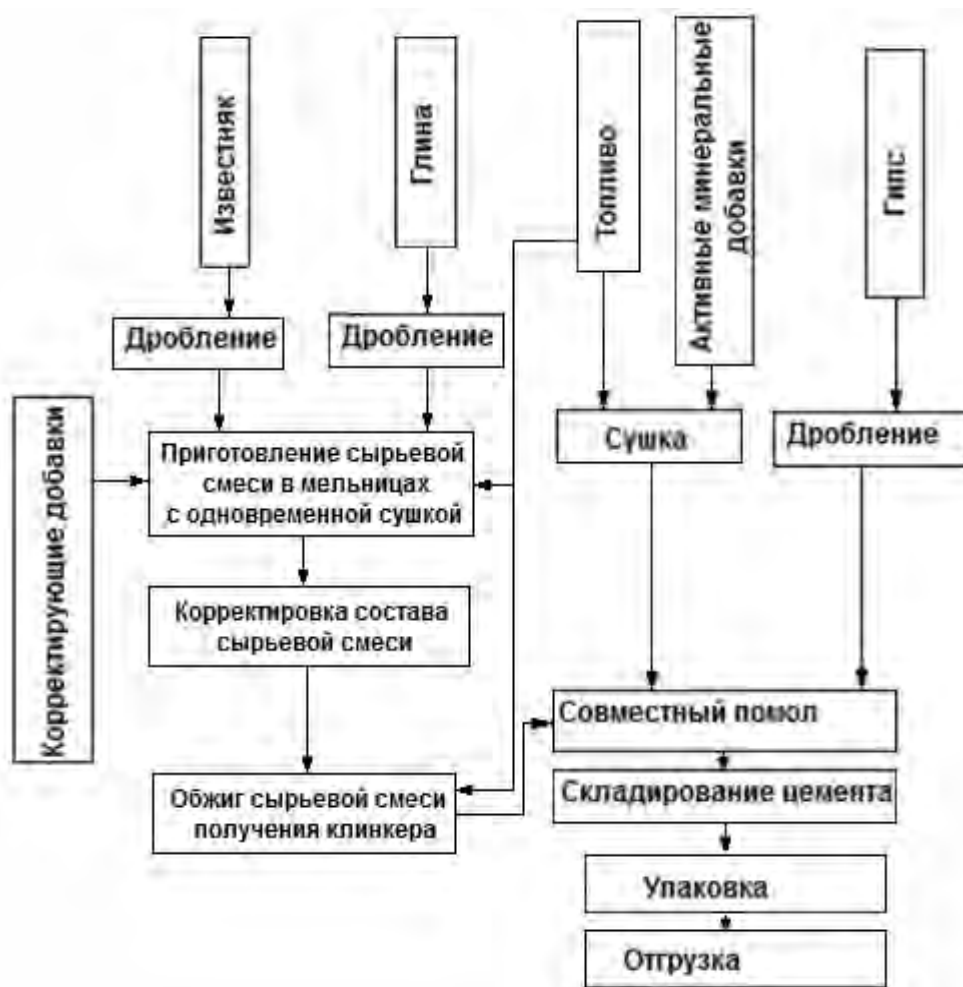 Известняк
Глина
Топливо
Активные минеральные
добавки
Гипс
Дробление
Дробление
Корректирующие добавки
Сушка
Дробление
Приготовление сырьевой
смеси в мельницах
с одновременной сушкой
Корректировка состава
сырьевой смеси
Совместный помол
Обжиг сырьевой смеси
получения клинкера
Складирование цемента
Упаковка
Отгрузка